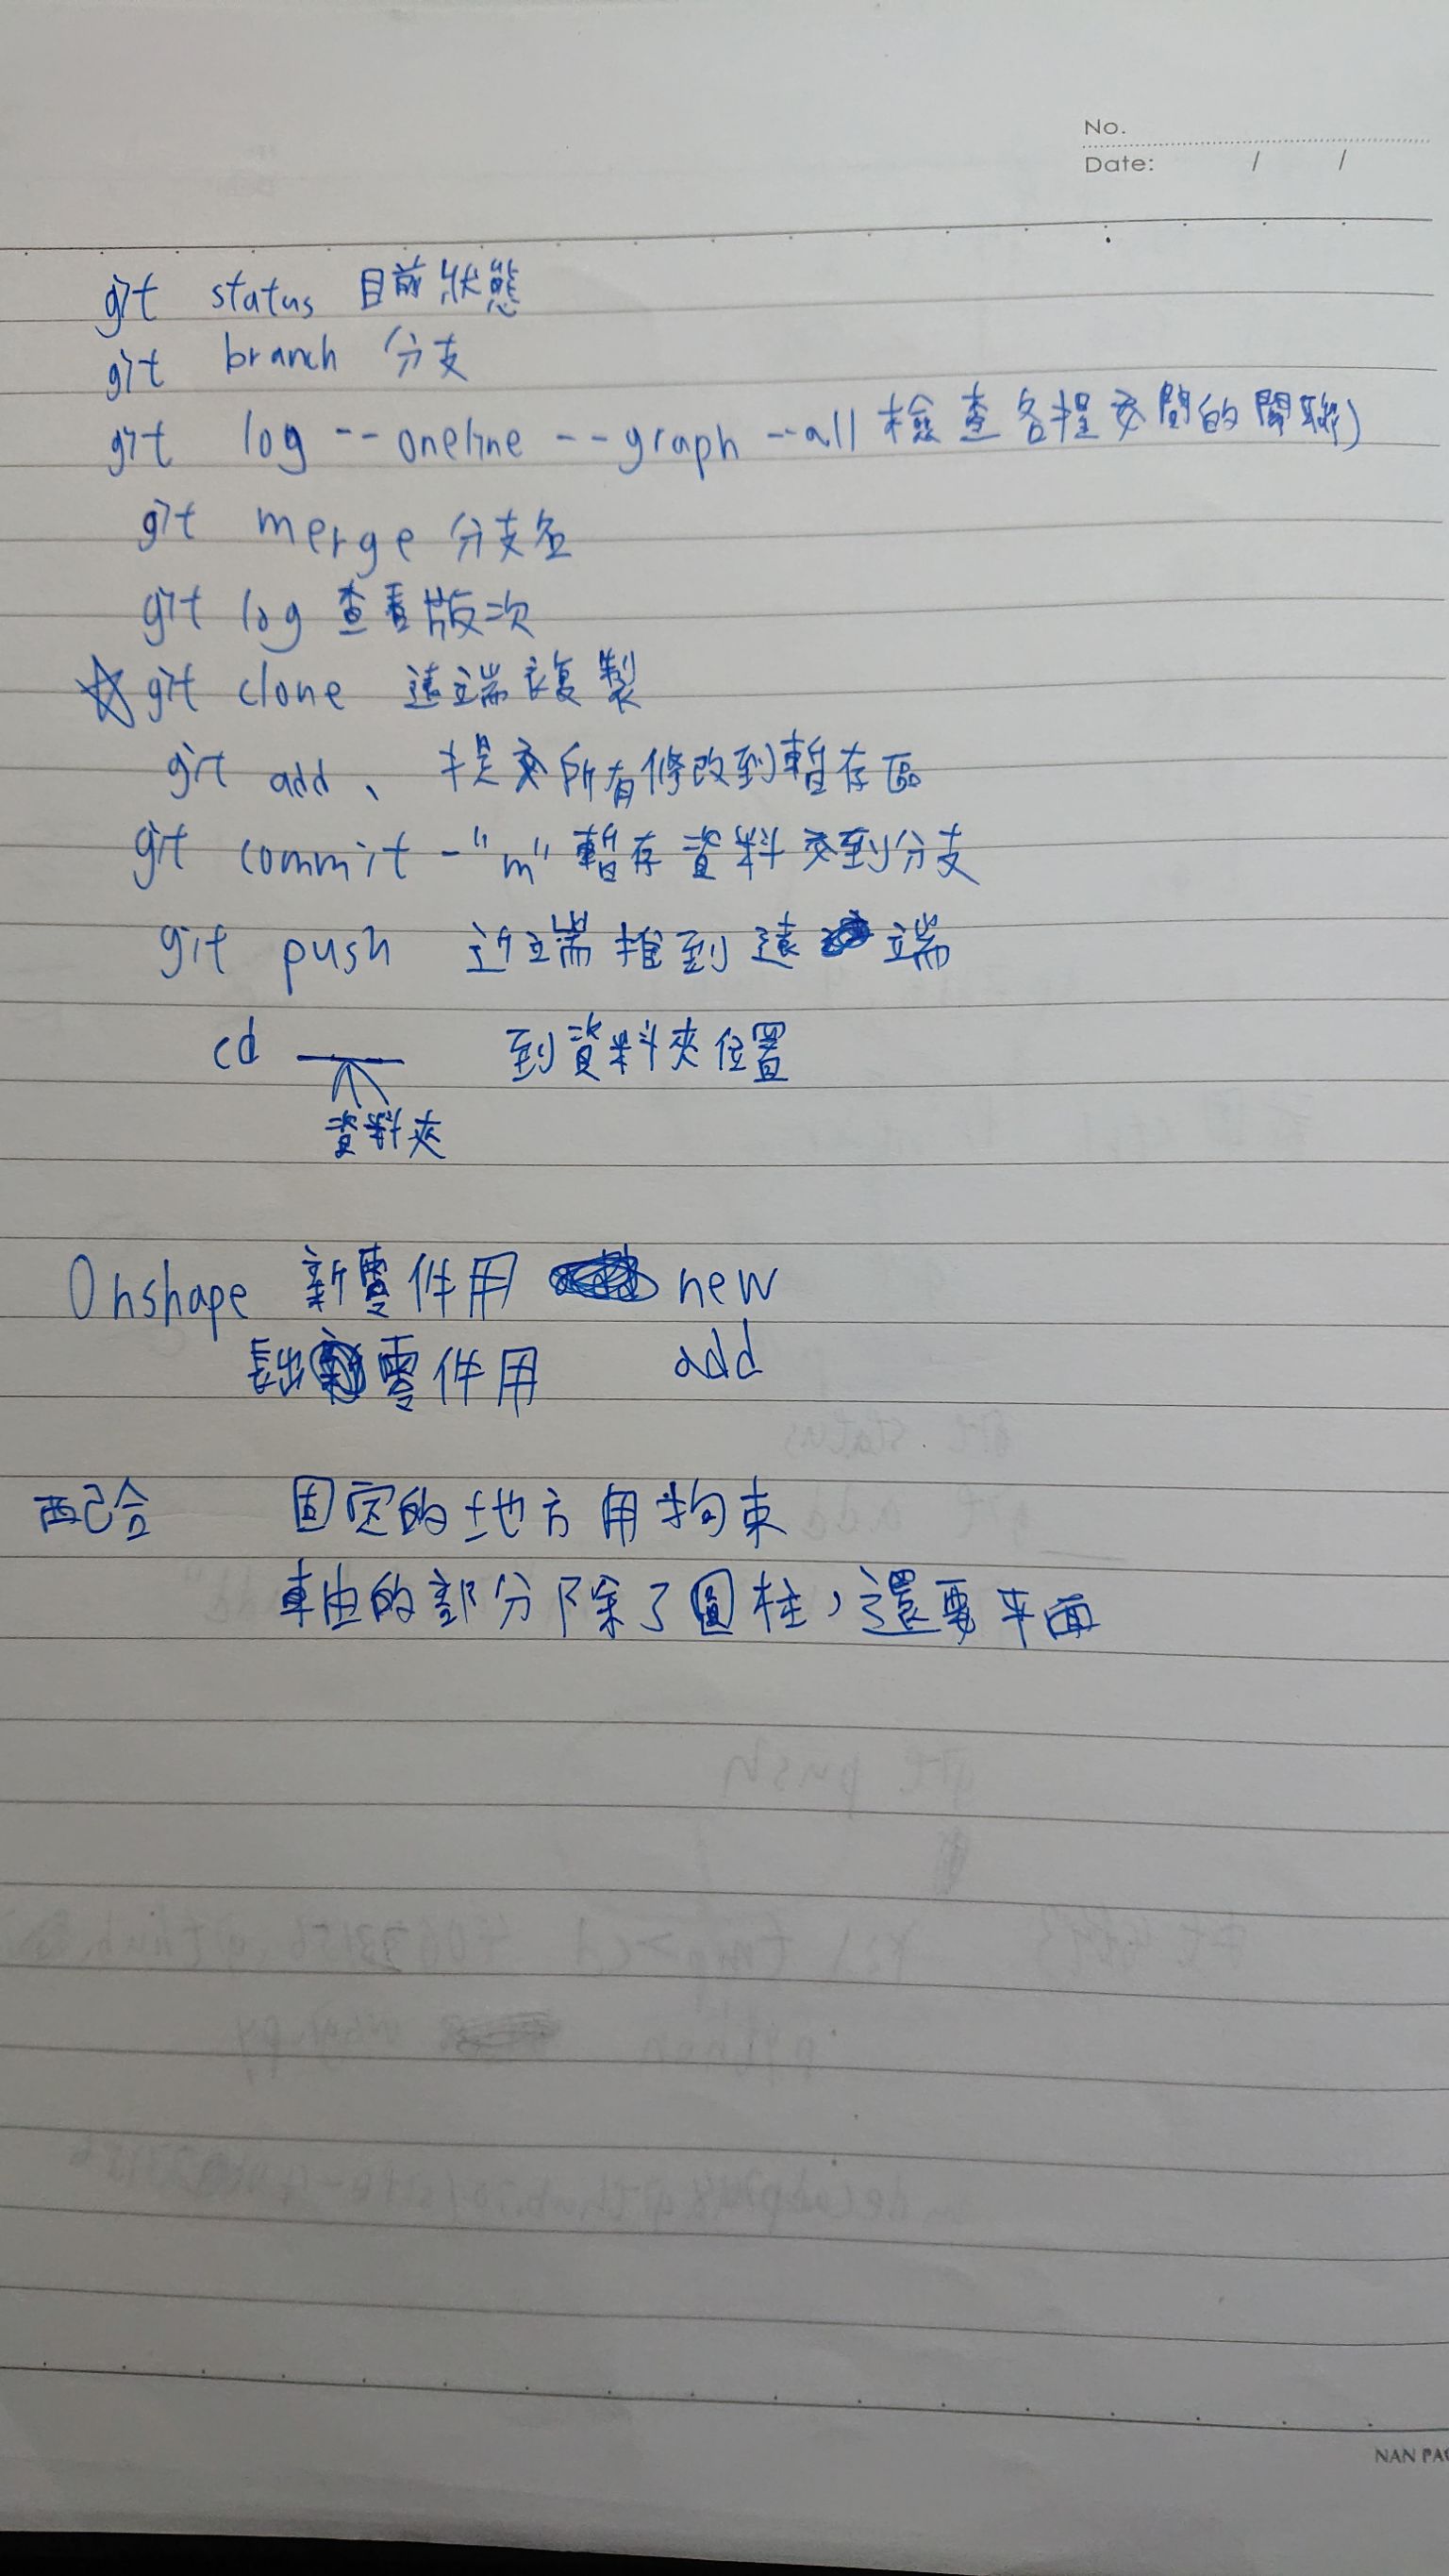 No.
Date: / /
git status 目前狀態
git branch 分支
git log --oneline --graph --all 檢查各提交間的關聯)
git merge 分支名
git log 查看版次
☆ git clone 遠端複製
git add 、 提交所有修改到暫存區
git commit -"m" 暫存資料交到分支
git push 近端推到遠端
cd ___ 到資料夾位置
資料夾
Onshape 新零件用 new
長出零件用 add
配合 固定的地方用拘束
軸的部分除了圓柱,還要平面
NAN PA